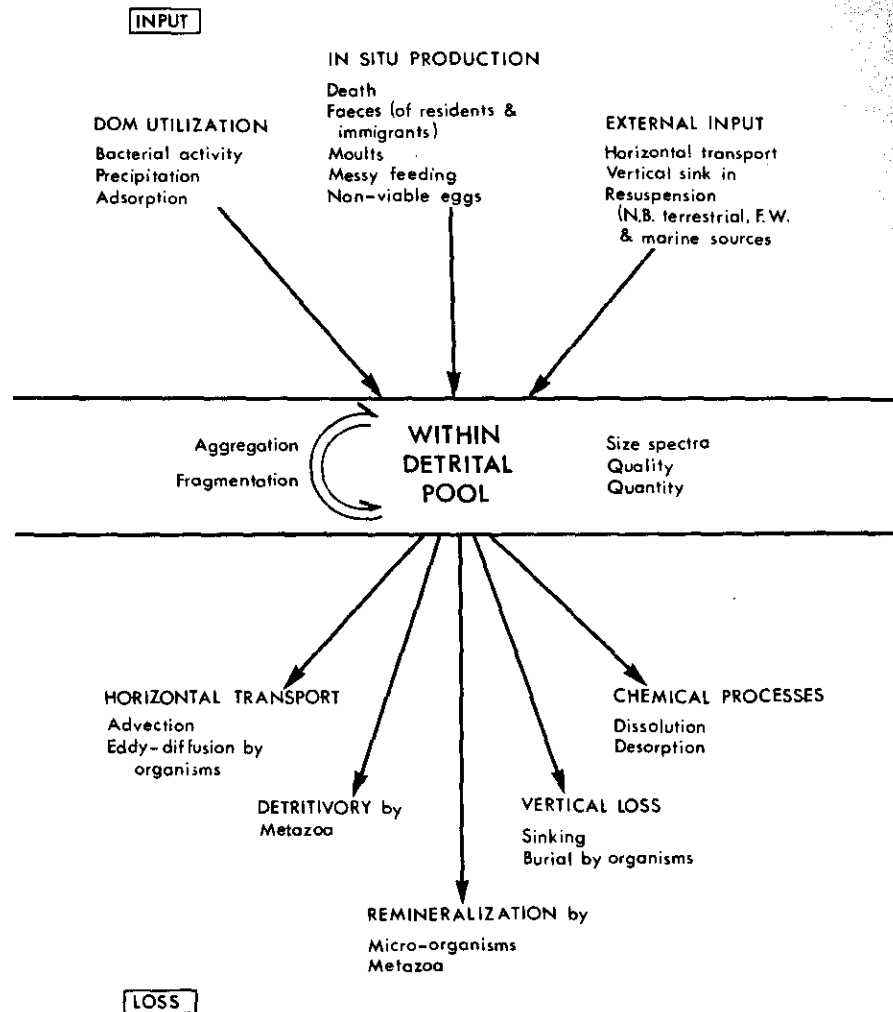 INPUT
IN SITU PRODUCTION
Death
Faeces (of residents &
immigrants)
Moults
Messy feeding
Non-viable eggs
DOM UTILIZATION
Bacterial activity
Precipitation
Adsorption
EXTERNAL INPUT
Horizontal transport
Vertical sink in
Resuspension
(N.B. terrestrial, F.W.
& marine sources
Aggregation
Fragmentation
WITHIN
DETRITAL
POOL
Size spectra
Quality
Quantity
HORIZONTAL TRANSPORT
Advection
Eddy-diffusion by
organisms
CHEMICAL PROCESSES
Dissolution
Desorption
DETRITIVORY by
Metazoa
VERTICAL LOSS
Sinking
Burial by organisms
REMINERALIZATION by
Micro-organisms
Metazoa
LOSS